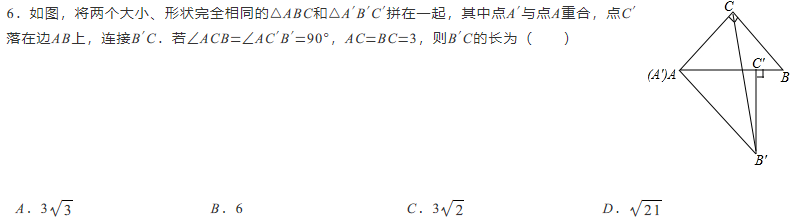 6．如图，将两个大小、形状完全相同的△ABC和△A′B′C′拼在一起，其中点A′与点A重合，点C′
落在边AB上，连接B′C．若∠ACB=∠AC′B′=90°，AC=BC=3，则B′C的长为（　　）
C
(A′)A
C′
B
B′
A．3√3
B．6
C．3√2
D．√21